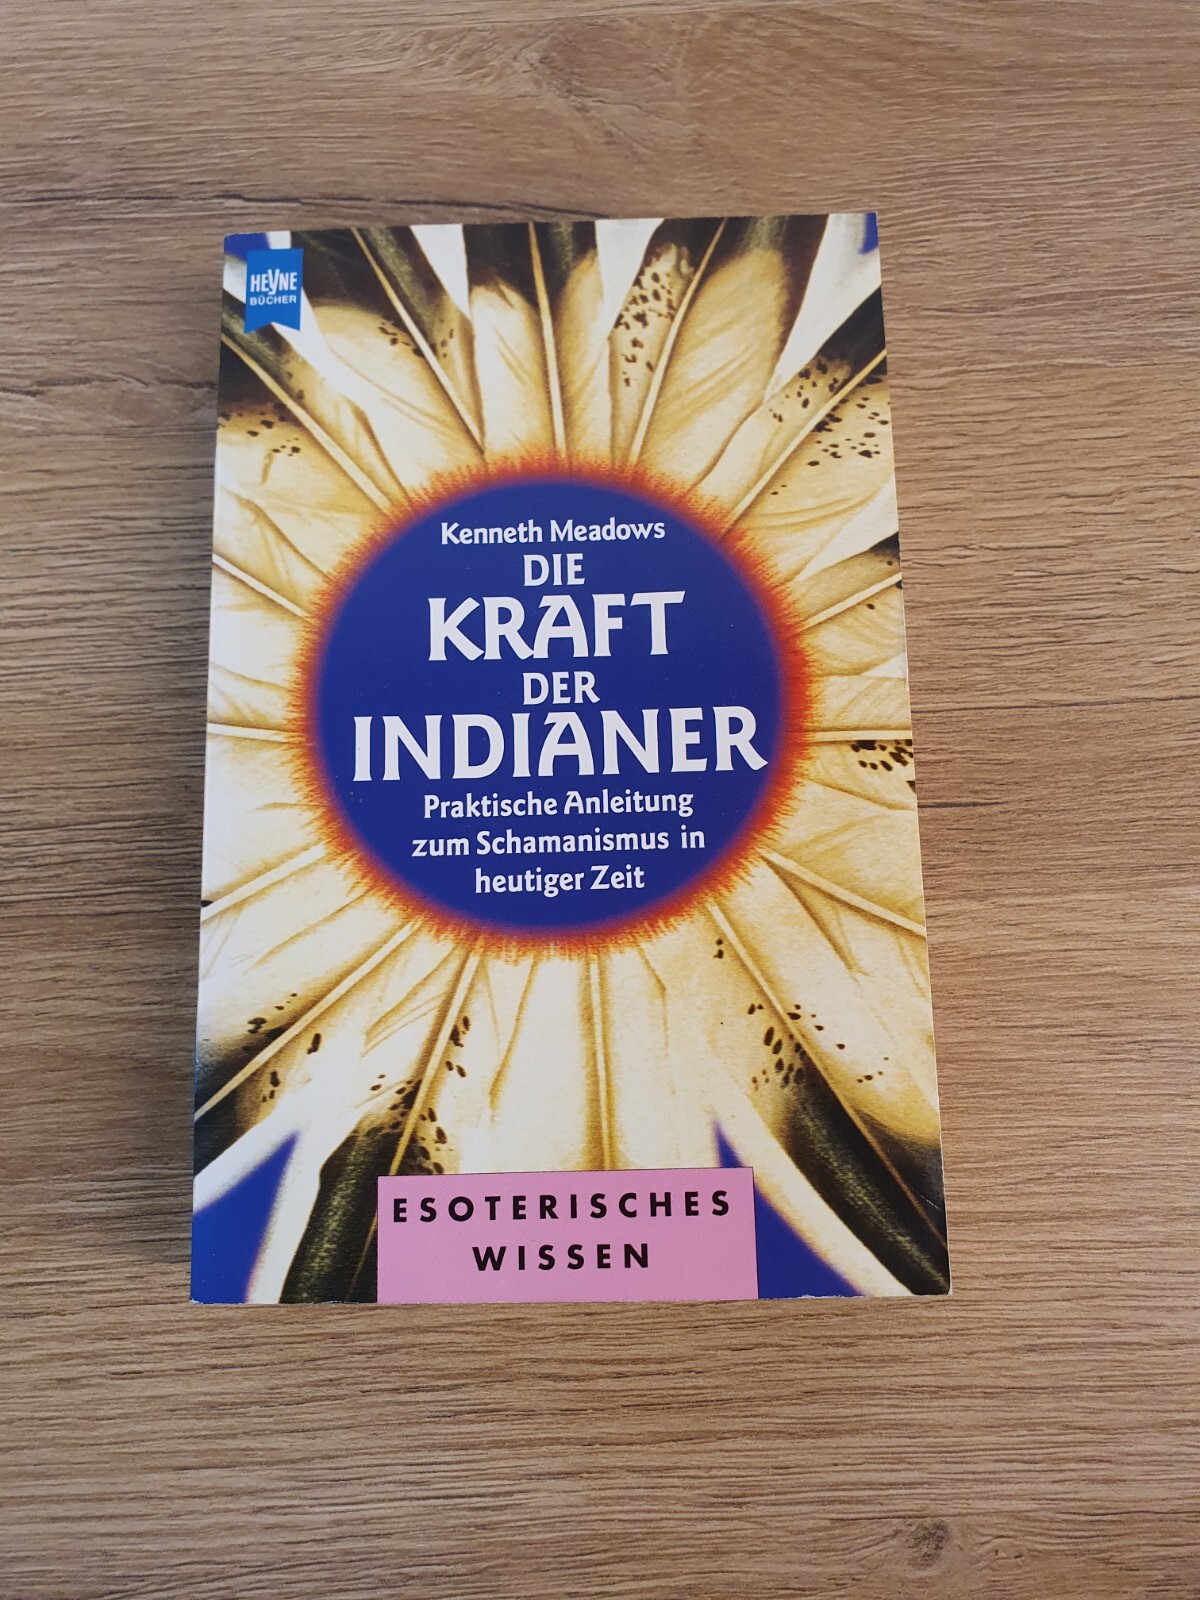 HEYNE
BÜCHER
Kenneth Meadows
DIE
KRAFT
DER
INDIANER
Praktische Anleitung
zum Schamanismus in
heutiger Zeit
ESOTERISCHES
WISSEN